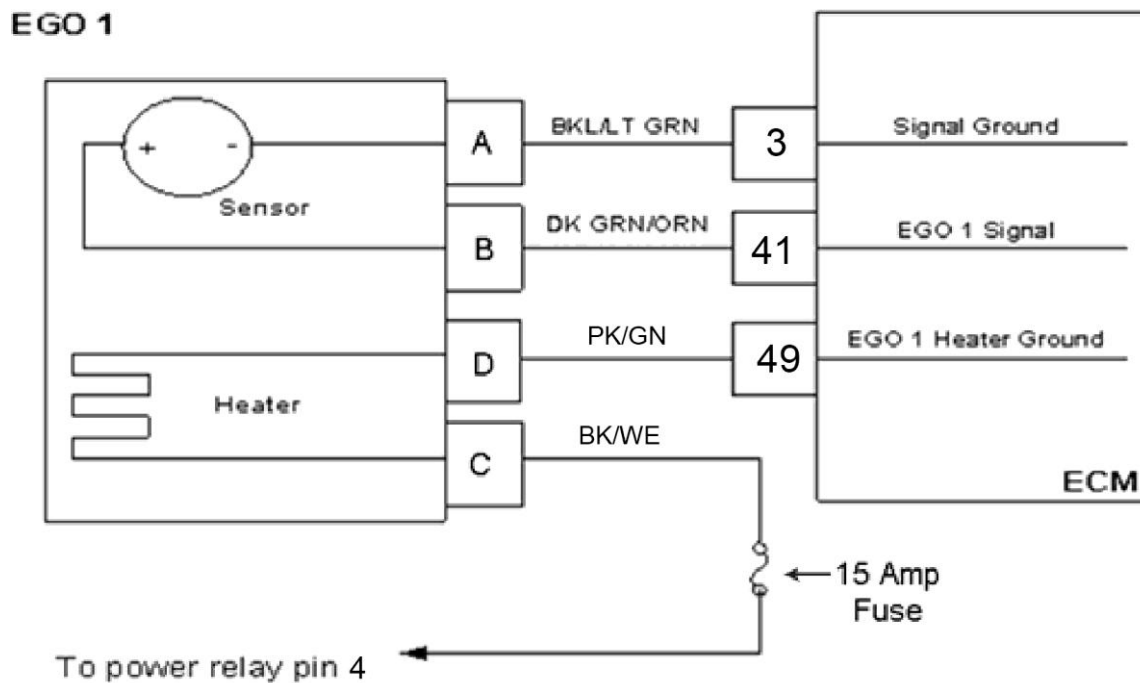 EGO 1
+ -
Sensor
A
BKL/LT GRN
3
Signal Ground
B
DK GRN/ORN
41
EGO 1 Signal
D
PK/GN
49
EGO 1 Heater Ground
Heater
C
BK/WE
ECM
15 Amp
Fuse
To power relay pin 4